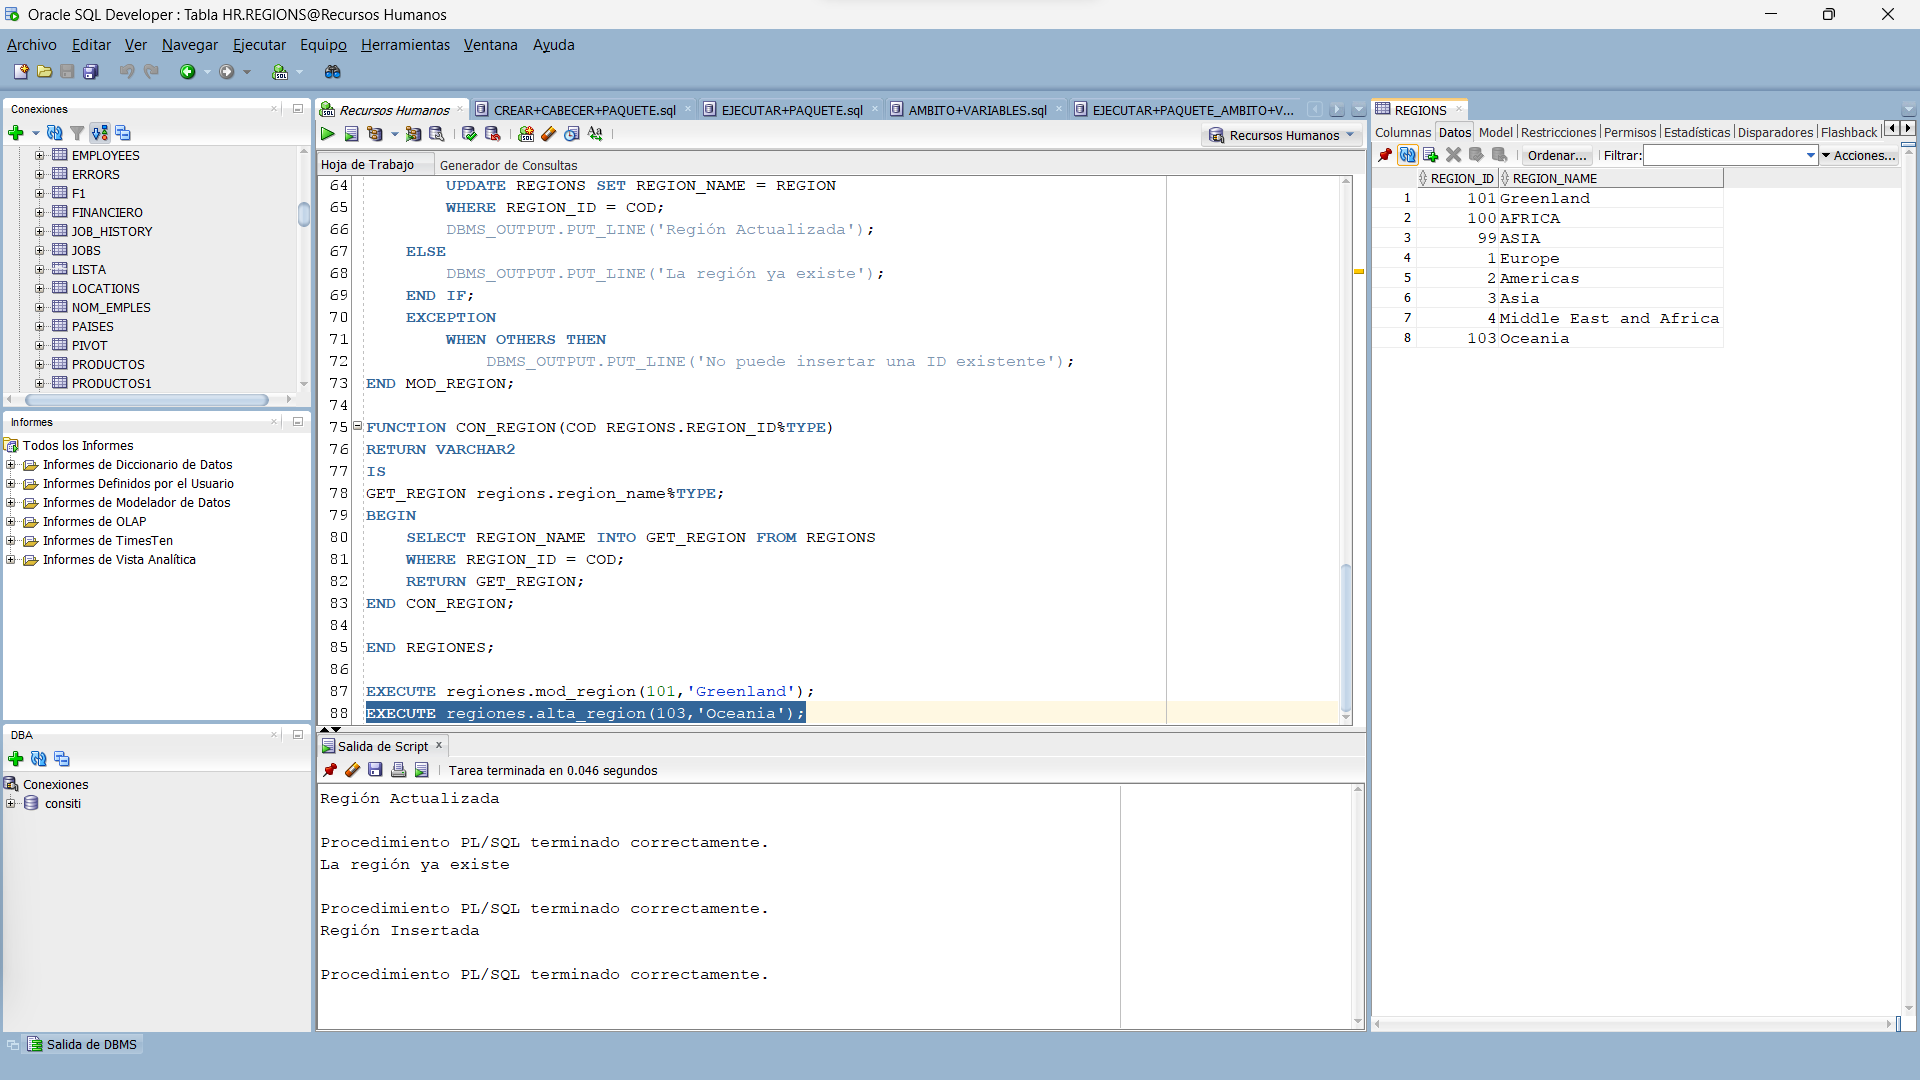 Oracle SQL Developer : Tabla HR.REGIONS@Recursos Humanos
Archivo Editar Ver Navegar Ejecutar Equipo Herramientas Ventana Ayuda
Conexiones
EMPLOYEES
ERRORS
F1
FINANCIERO
JOB_HISTORY
JOBS
LISTA
LOCATIONS
NOM_EMPLES
PAISES
PIVOT
PRODUCTOS
PRODUCTOS1
Informes
Todos los Informes
Informes de Diccionario de Datos
Informes Definidos por el Usuario
Informes de Modelador de Datos
Informes de OLAP
Informes de TimesTen
Informes de Vista Analítica
DBA
Conexiones
consiti
Recursos Humanos CREAR+CABECER+PAQUETE.sql EJECUTAR+PAQUETE.sql AMBITO+VARIABLES.sql EJECUTAR+PAQUETE_AMBITO+V...
Recursos Humanos
Hoja de Trabajo Generador de Consultas
64 UPDATE REGIONS SET REGION_NAME = REGION
65 WHERE REGION_ID = COD;
66 DBMS_OUTPUT.PUT_LINE('Región Actualizada');
67 ELSE
68 DBMS_OUTPUT.PUT_LINE('La región ya existe');
69 END IF;
70 EXCEPTION
71 WHEN OTHERS THEN
72 DBMS_OUTPUT.PUT_LINE('No puede insertar una ID existente');
73 END MOD_REGION;
74
75 FUNCTION CON_REGION(COD REGIONS.REGION_ID%TYPE)
76 RETURN VARCHAR2
77 IS
78 GET_REGION regions.region_name%TYPE;
79 BEGIN
80 SELECT REGION_NAME INTO GET_REGION FROM REGIONS
81 WHERE REGION_ID = COD;
82 RETURN GET_REGION;
83 END CON_REGION;
84
85 END REGIONES;
86
87 EXECUTE regiones.mod_region(101,'Greenland');
88 EXECUTE regiones.alta_region(103,'Oceania');
Salida de Script
Tarea terminada en 0.046 segundos
Región Actualizada
Procedimiento PL/SQL terminado correctamente.
La región ya existe
Procedimiento PL/SQL terminado correctamente.
Región Insertada
Procedimiento PL/SQL terminado correctamente.
REGIONS
Columnas Datos Model Restricciones Permisos Estadísticas Disparadores Flashback
Ordenar... Filtrar: Acciones...
REGION_ID REGION_NAME
1 101 Greenland
2 100 AFRICA
3 99 ASIA
4 1 Europe
5 2 Americas
6 3 Asia
7 4 Middle East and Africa
8 103 Oceania
Salida de DBMS